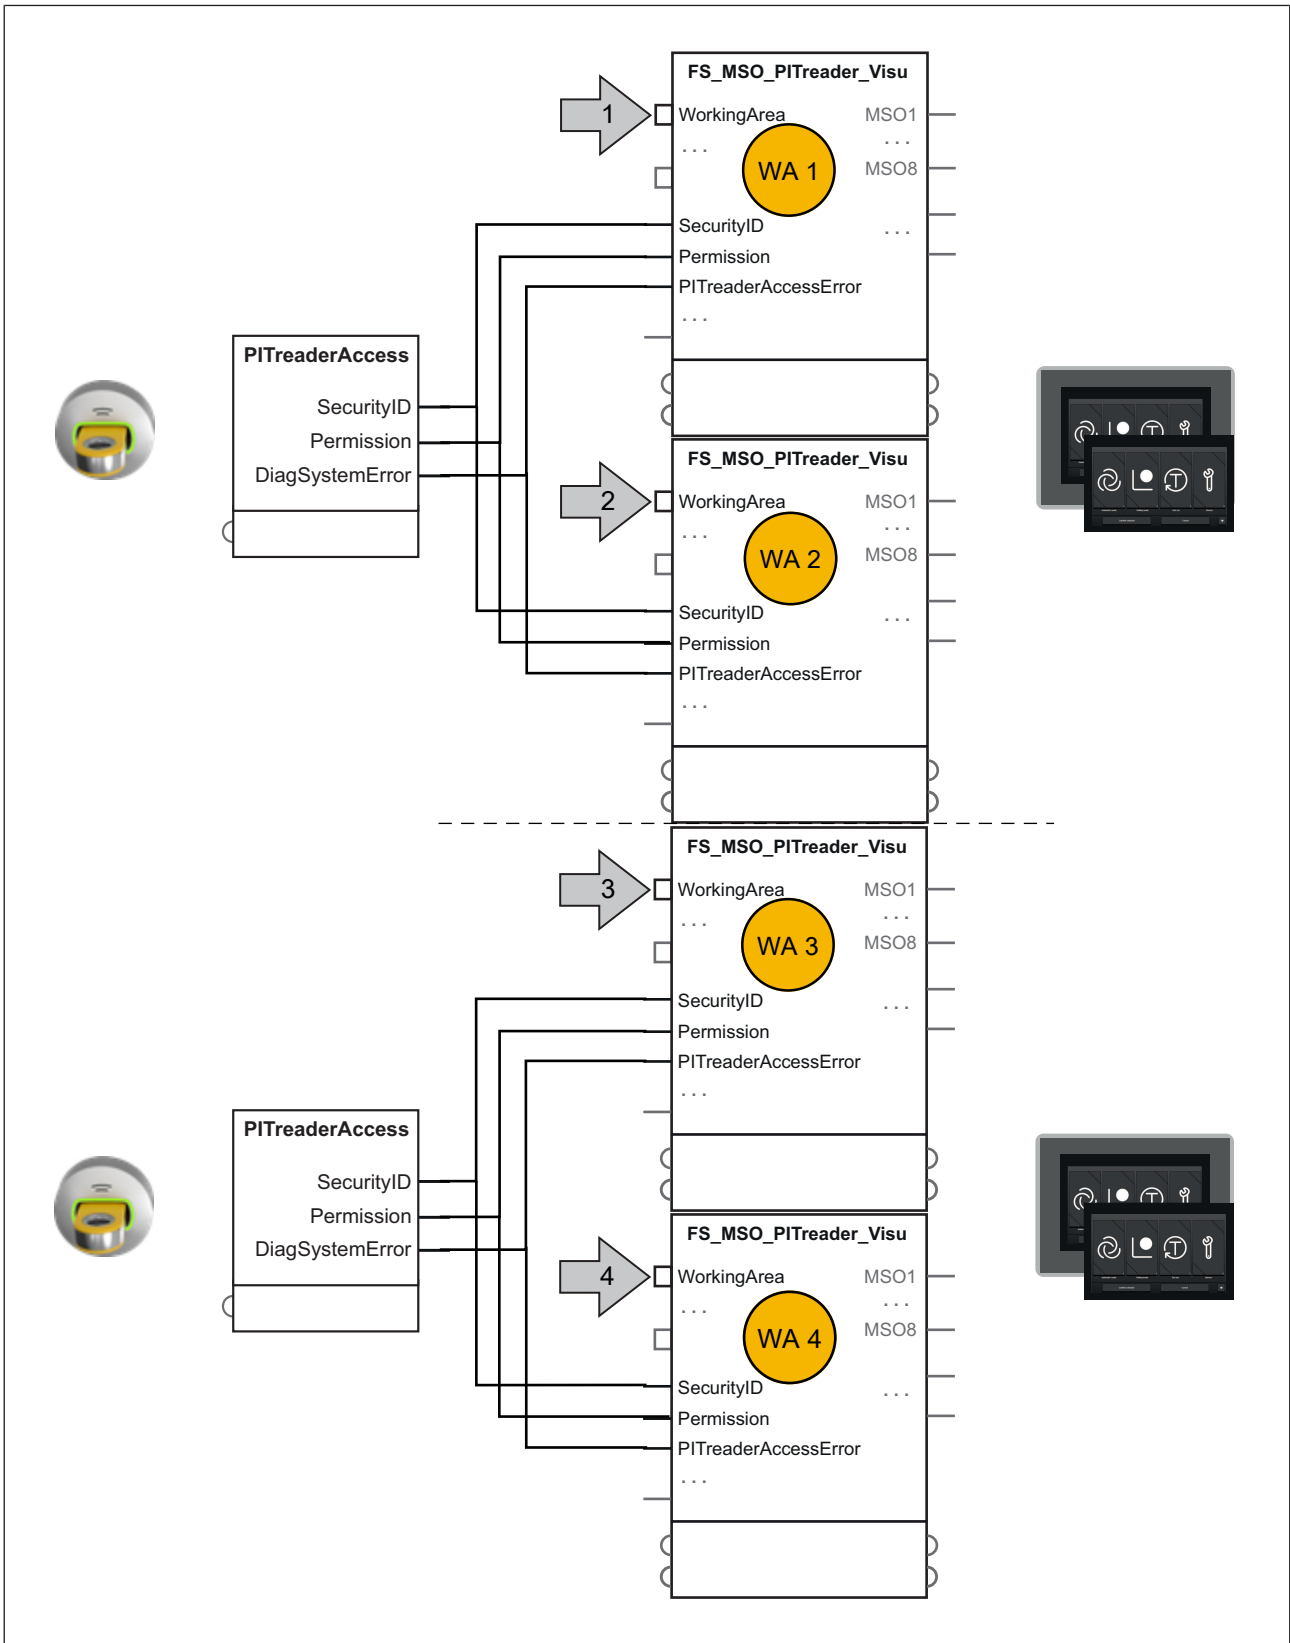 FS_MSO_PITreader_Visu
1
WorkingArea MSO1
. . . . . .
WA 1 MSO8
SecurityID . . .
Permission
PITreaderAccessError
. . .
PITreaderAccess
SecurityID
Permission
DiagSystemError
FS_MSO_PITreader_Visu
2
WorkingArea MSO1
. . . . . .
WA 2 MSO8
SecurityID . . .
Permission
PITreaderAccessError
. . .
FS_MSO_PITreader_Visu
3
WorkingArea MSO1
. . . . . .
WA 3 MSO8
SecurityID . . .
Permission
PITreaderAccessError
. . .
PITreaderAccess
SecurityID
Permission
DiagSystemError
FS_MSO_PITreader_Visu
4
WorkingArea MSO1
. . . . . .
WA 4 MSO8
SecurityID . . .
Permission
PITreaderAccessError
. . .